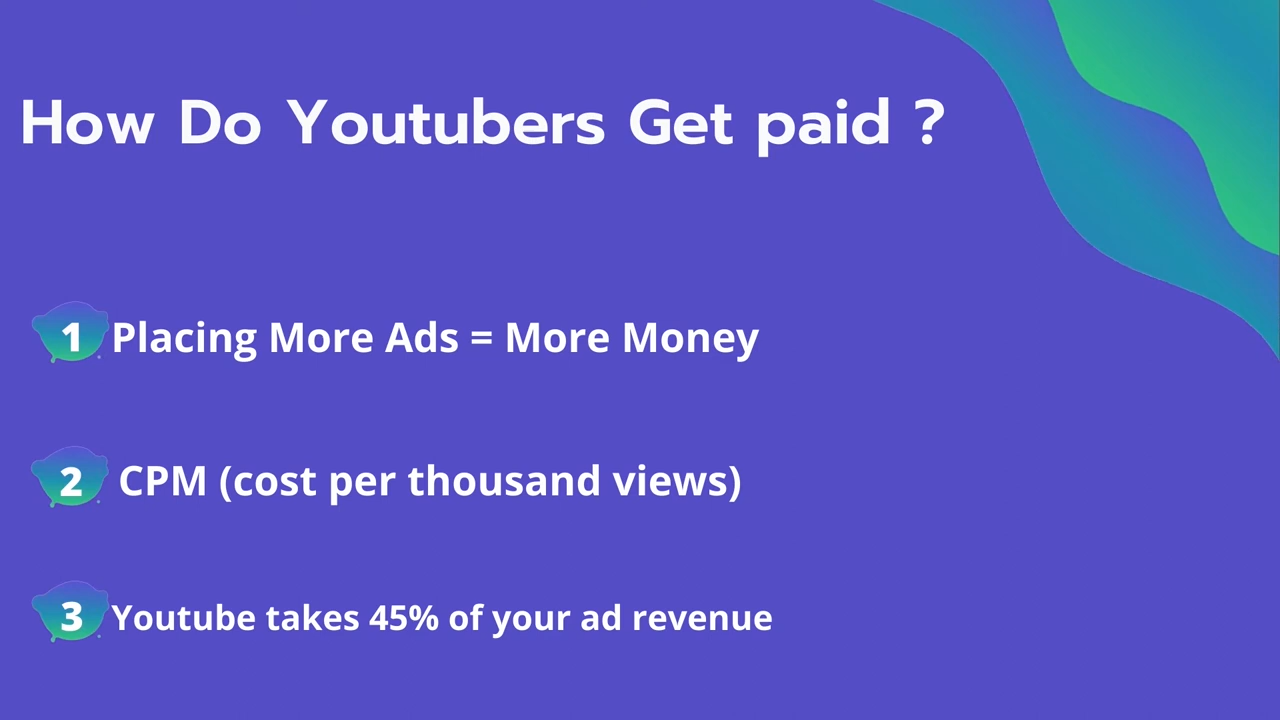 How Do Youtubers Get paid ?
1 Placing More Ads = More Money
2 CPM (cost per thousand views)
3 Youtube takes 45% of your ad revenue